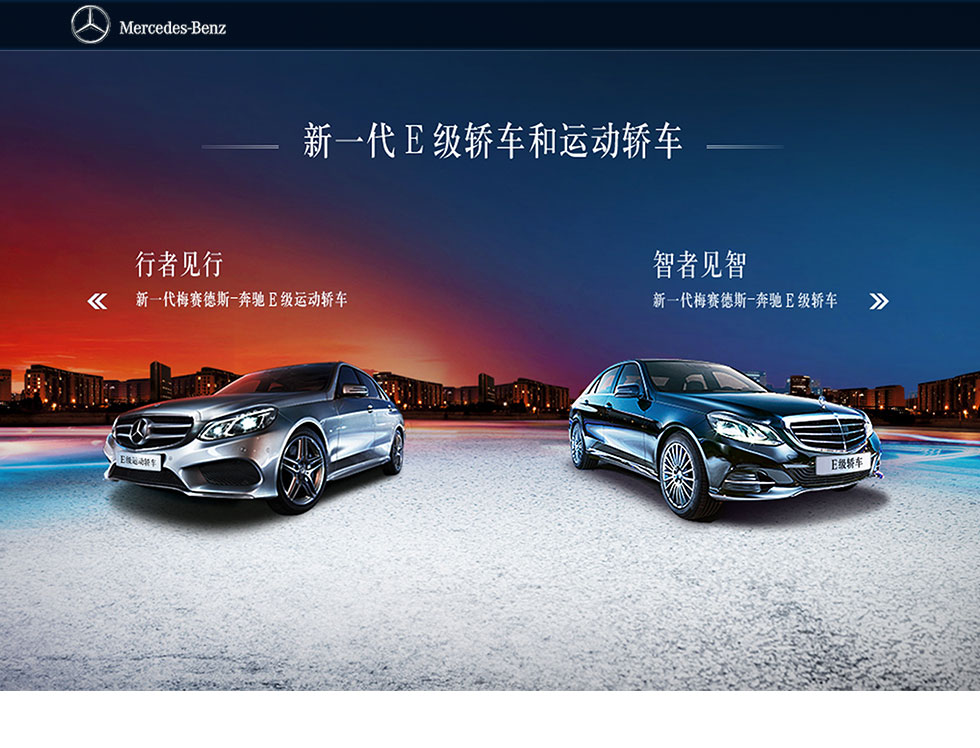 Mercedes-Benz
新一代 E 级轿车和运动轿车
行者见行
新一代梅赛德斯-奔驰 E 级运动轿车
智者见智
新一代梅赛德斯-奔驰 E 级轿车
E级运动轿车
E级轿车